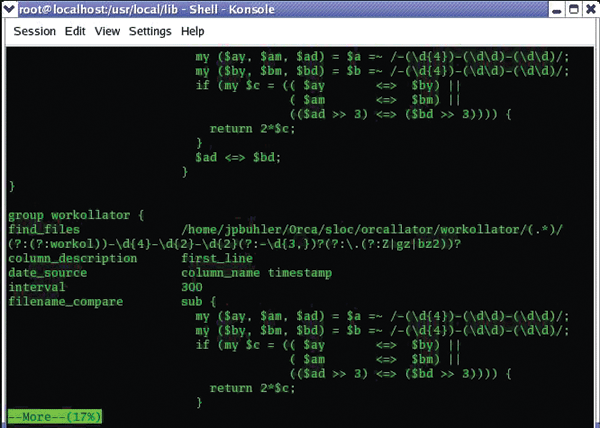 root@localhost:/usr/local/lib - Shell - Konsole
Session Edit View Settings Help
my ($ay, $am, $ad) = $a =~ /-(\d{4})-(\d\d)-(\d\d)/;
my ($by, $bm, $bd) = $b =~ /-(\d{4})-(\d\d)-(\d\d)/;
if (my $c = (( $ay <=> $by) ||
( $am <=> $bm) ||
(($ad >> 3) <=> ($bd >> 3)))) {
return 2*$c;
}
$ad <=> $bd;
}
}
group workollator {
find_files /home/jpbuhler/Orca/sloc/orcallator/workollator/(.*)/
(?:(?:workol))-\d{4}-\d{2}-\d{2}(?:-\d{3,})?(?:\.(?:Z|gz|bz2))?
column_description first_line
date_source column_name timestamp
interval 300
filename_compare sub {
my ($ay, $am, $ad) = $a =~ /-(\d{4})-(\d\d)-(\d\d)/;
my ($by, $bm, $bd) = $b =~ /-(\d{4})-(\d\d)-(\d\d)/;
if (my $c = (( $ay <=> $by) ||
( $am <=> $bm) ||
(($ad >> 3) <=> ($bd >> 3)))) {
return 2*$c;
}
--More--(17%)